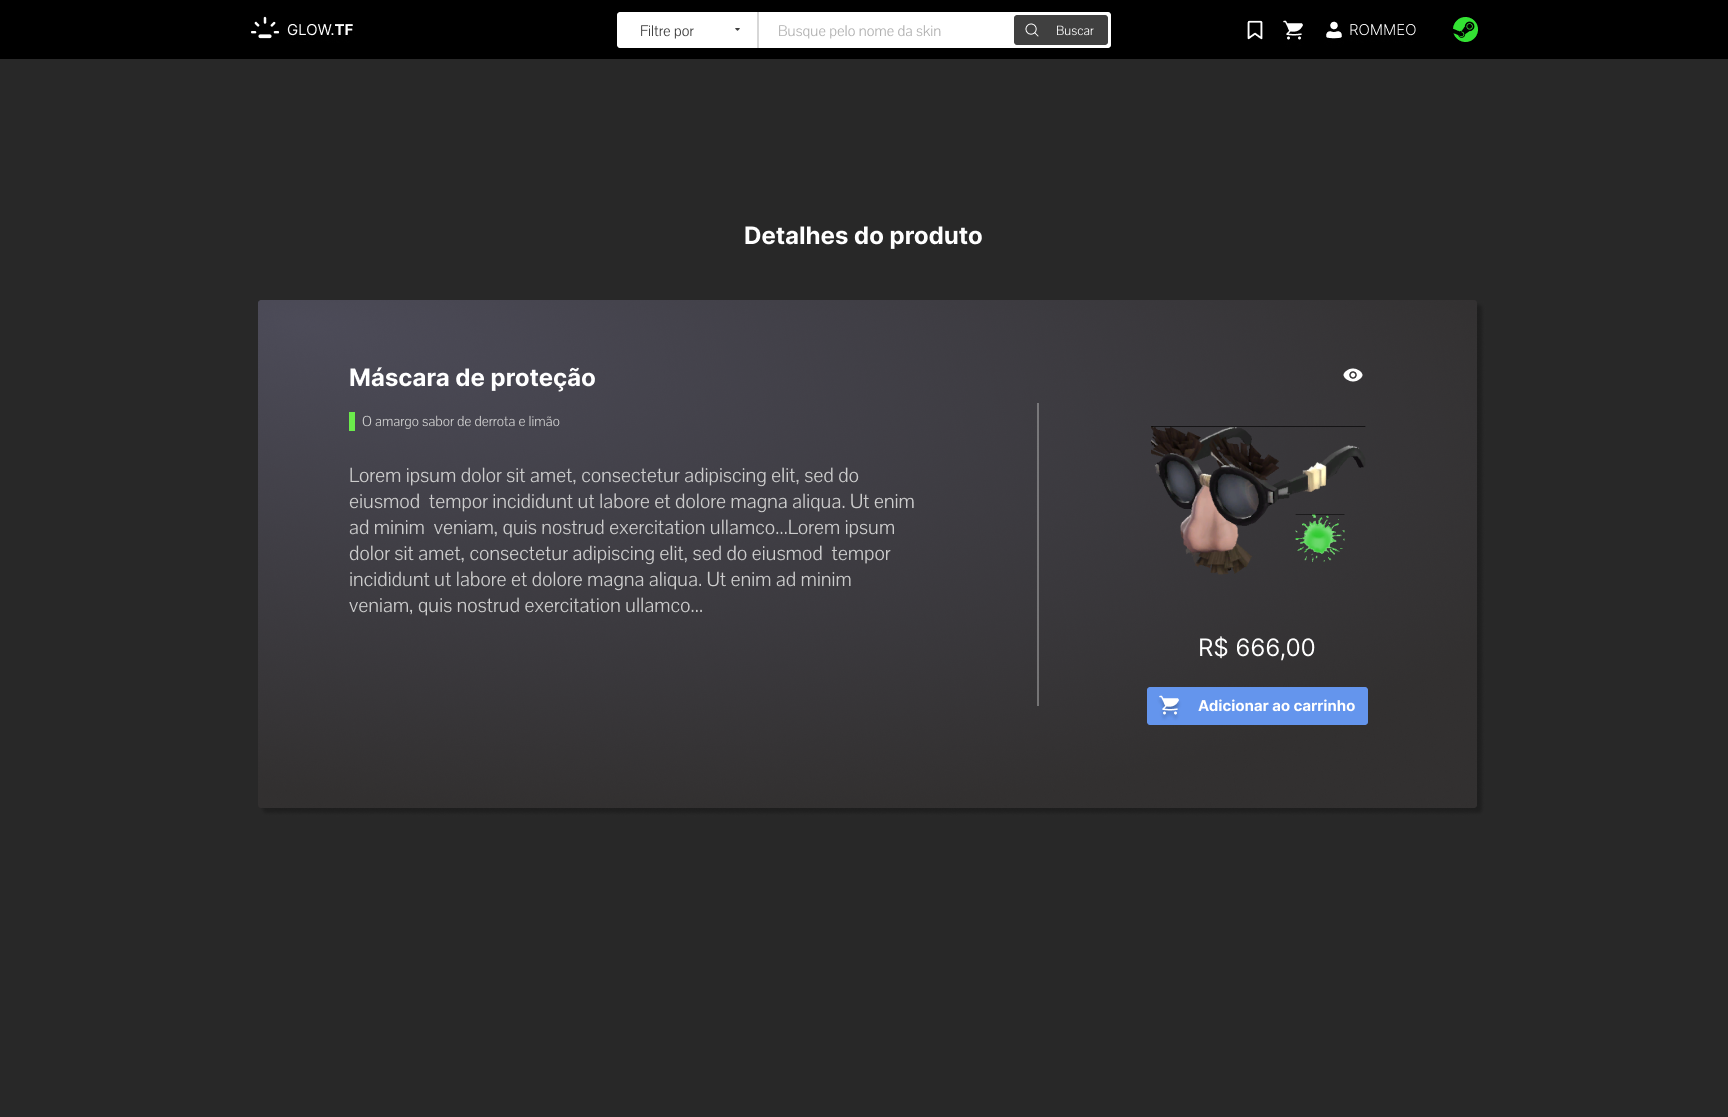 GLOW.TF
Filtre por
Busque pelo nome da skin
Buscar
ROMMEO
Detalhes do produto
Máscara de proteção
O amargo sabor de derrota e limão
Lorem ipsum dolor sit amet, consectetur adipiscing elit, sed do
eiusmod  tempor incididunt ut labore et dolore magna aliqua. Ut enim
ad minim  veniam, quis nostrud exercitation ullamco...Lorem ipsum
dolor sit amet, consectetur adipiscing elit, sed do eiusmod  tempor
incididunt ut labore et dolore magna aliqua. Ut enim ad minim
veniam, quis nostrud exercitation ullamco...
R$ 666,00
Adicionar ao carrinho